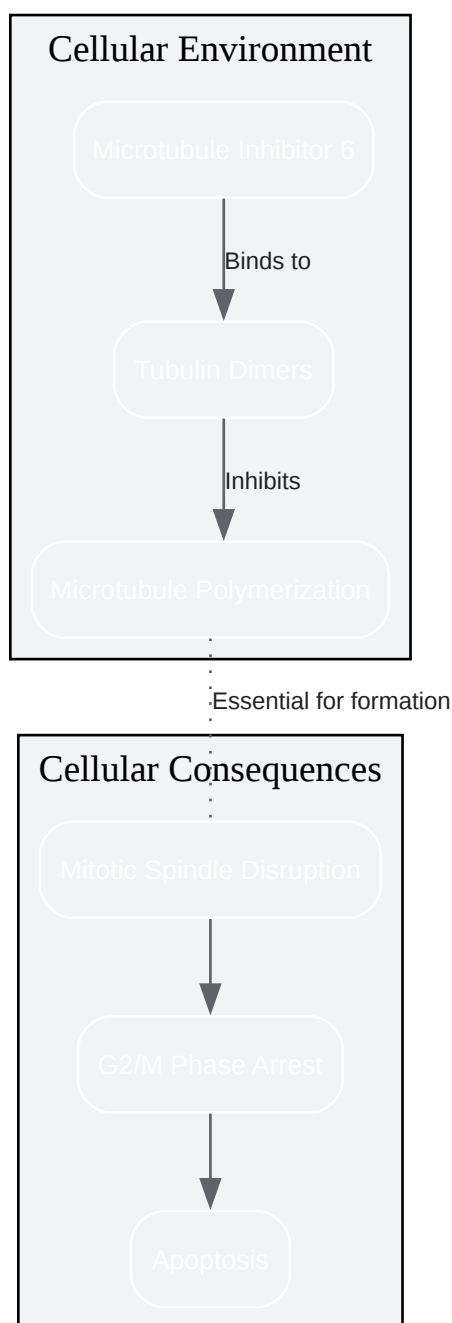 Cellular Environment
Microtubule Inhibitor 6
Binds to
Tubulin Dimers
Inhibits
Microtubule Polymerization
Essential for formation
Cellular Consequences
Mitotic Spindle Disruption
G2/M Phase Arrest
Apoptosis